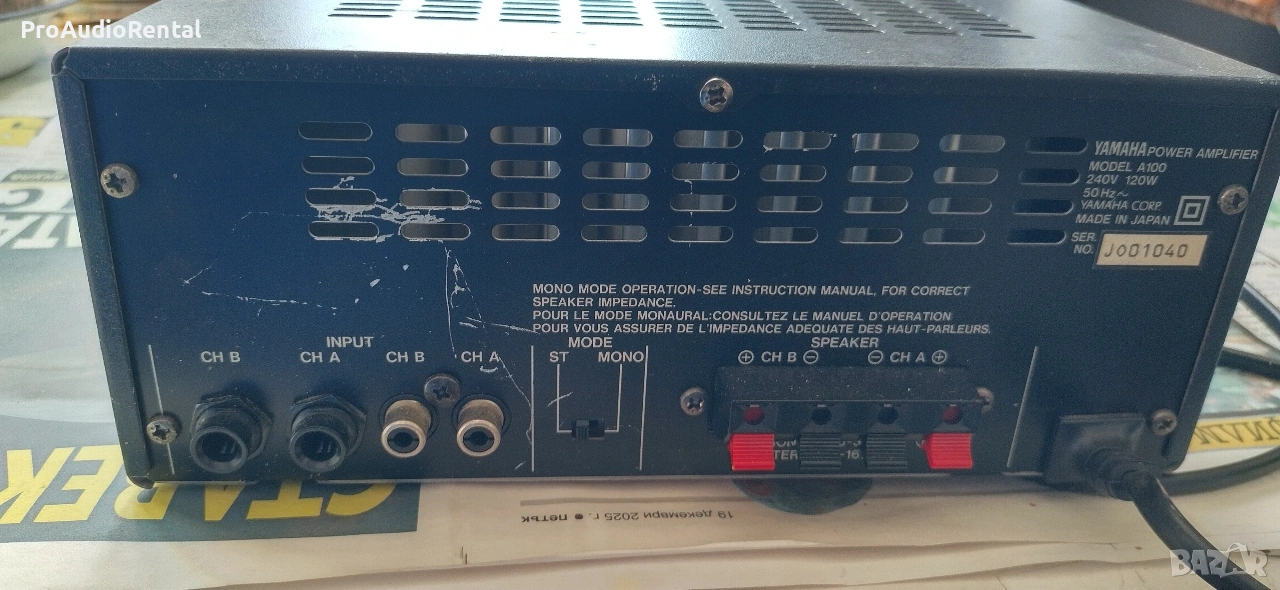 ProAudioRental
YAMAHA POWER AMPLIFIER
MODEL A100
240V 120W
50Hz~
YAMAHA CORP.
MADE IN JAPAN
SER. NO. J001040
MONO MODE OPERATION-SEE INSTRUCTION MANUAL, FOR CORRECT
SPEAKER IMPEDANCE.
POUR LE MODE MONAURAL:CONSULTEZ LE MANUEL D'OPERATION
POUR VOUS ASSURER DE L'IMPEDANCE ADEQUATE DES HAUT-PARLEURS.
INPUT
CH B CH A CH B CH A
MODE
ST MONO
SPEAKER
⊕ CH B ⊖ ⊖ CH A ⊕
-16
СТАВЕК
19 декември 2025 г. ● петък
BAZAR